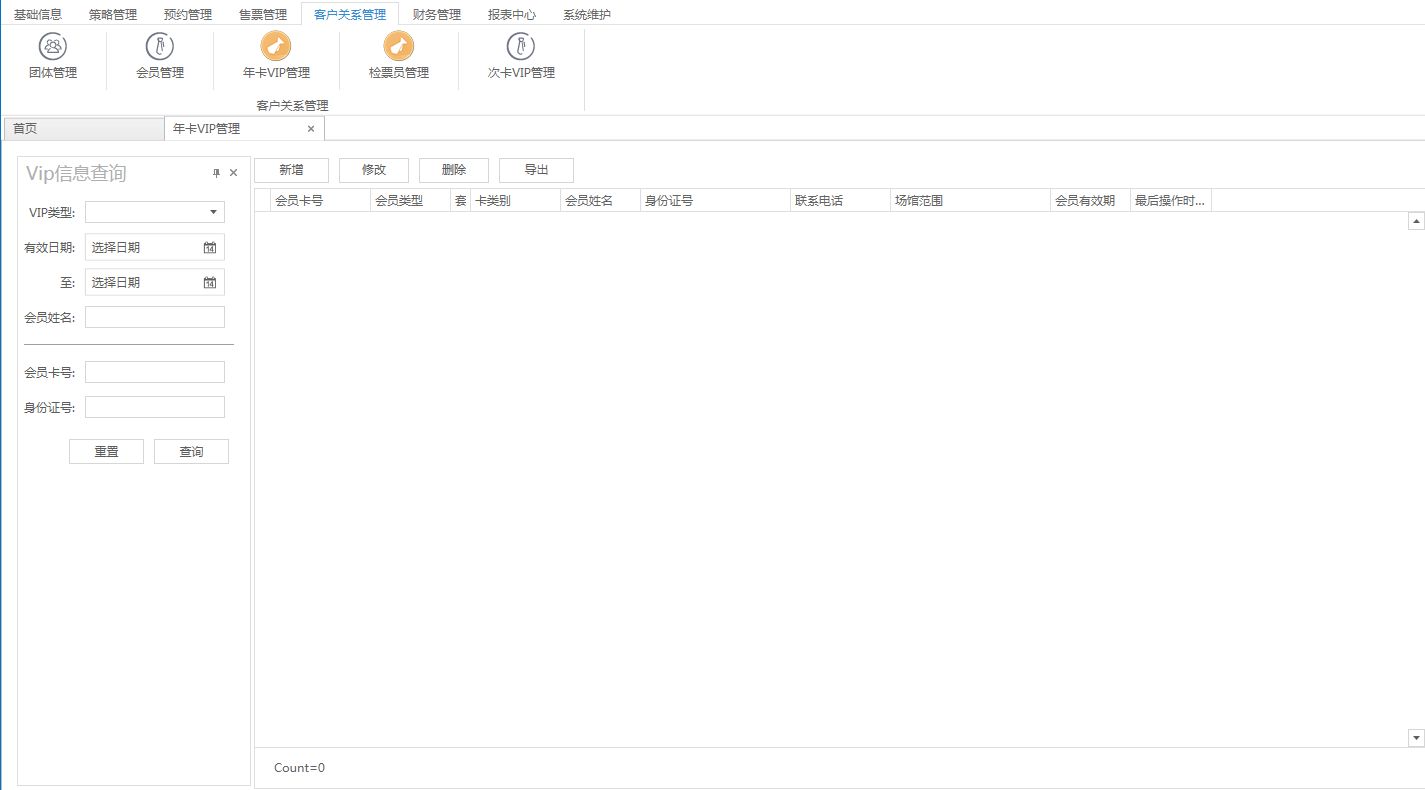 基础信息 策略管理 预约管理 售票管理 客户关系管理 财务管理 报表中心 系统维护
团体管理 会员管理 年卡VIP管理 检票员管理 次卡VIP管理
客户关系管理
首页 年卡VIP管理 ×
Vip信息查询
新增 修改 删除 导出
会员卡号 会员类型 套 卡类别 会员姓名 身份证号 联系电话 场馆范围 会员有效期 最后操作时...
VIP类型:
有效日期: 选择日期 14
至: 选择日期 14
会员姓名:
会员卡号:
身份证号:
重置 查询
Count=0